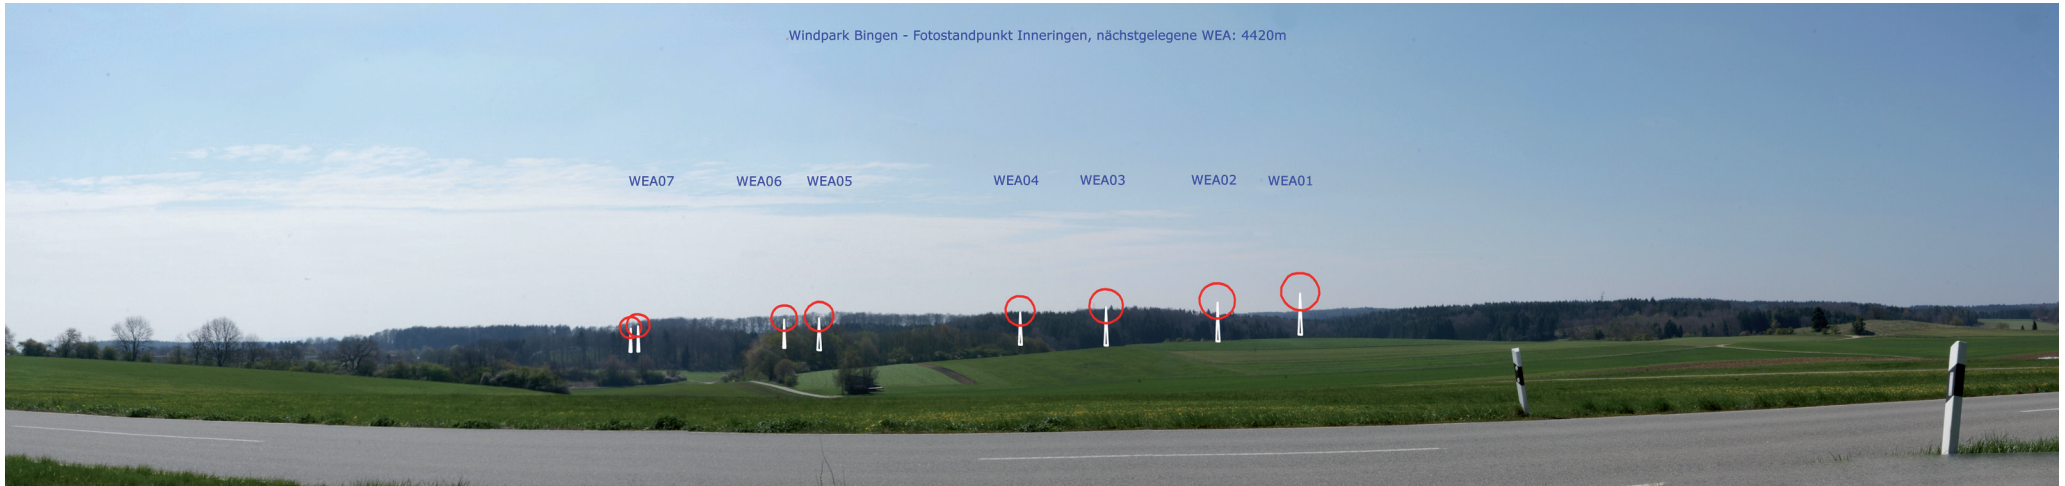 Windpark Bingen - Fotostandpunkt Inneringen, nächstgelegene WEA: 4420m
WEA07 WEA06 WEA05 WEA04 WEA03 WEA02 WEA01